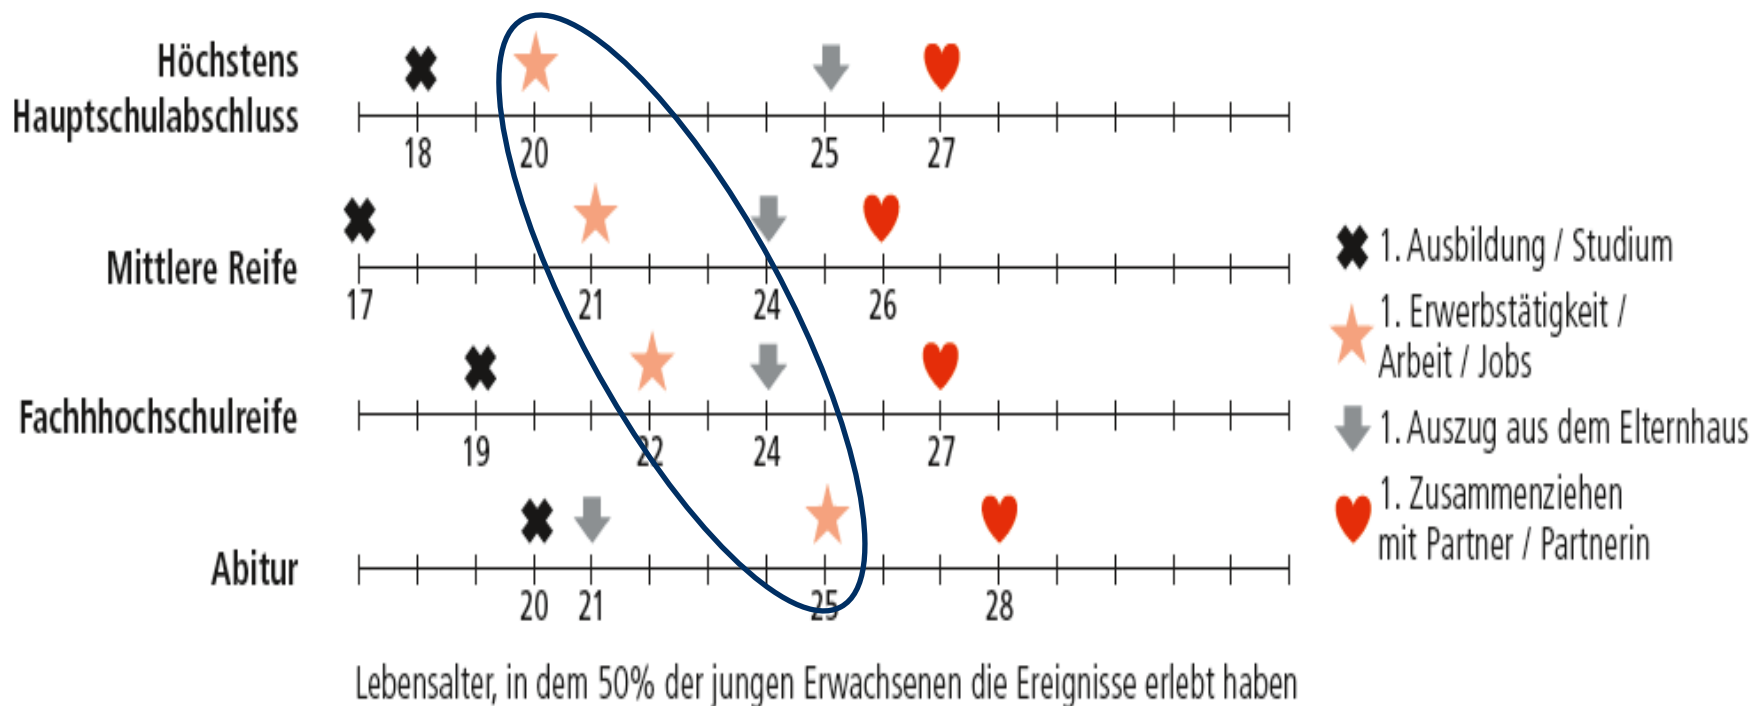 Höchstens
Hauptschulabschluss
18 20 25 27
Mittlere Reife
17 21 24 26
Fachhhochschulreife
19 22 24 27
Abitur
20 21 25 28
Lebensalter, in dem 50% der jungen Erwachsenen die Ereignisse erlebt haben
1. Ausbildung / Studium
1. Erwerbstätigkeit /
Arbeit / Jobs
1. Auszug aus dem Elternhaus
1. Zusammenziehen
mit Partner / Partnerin